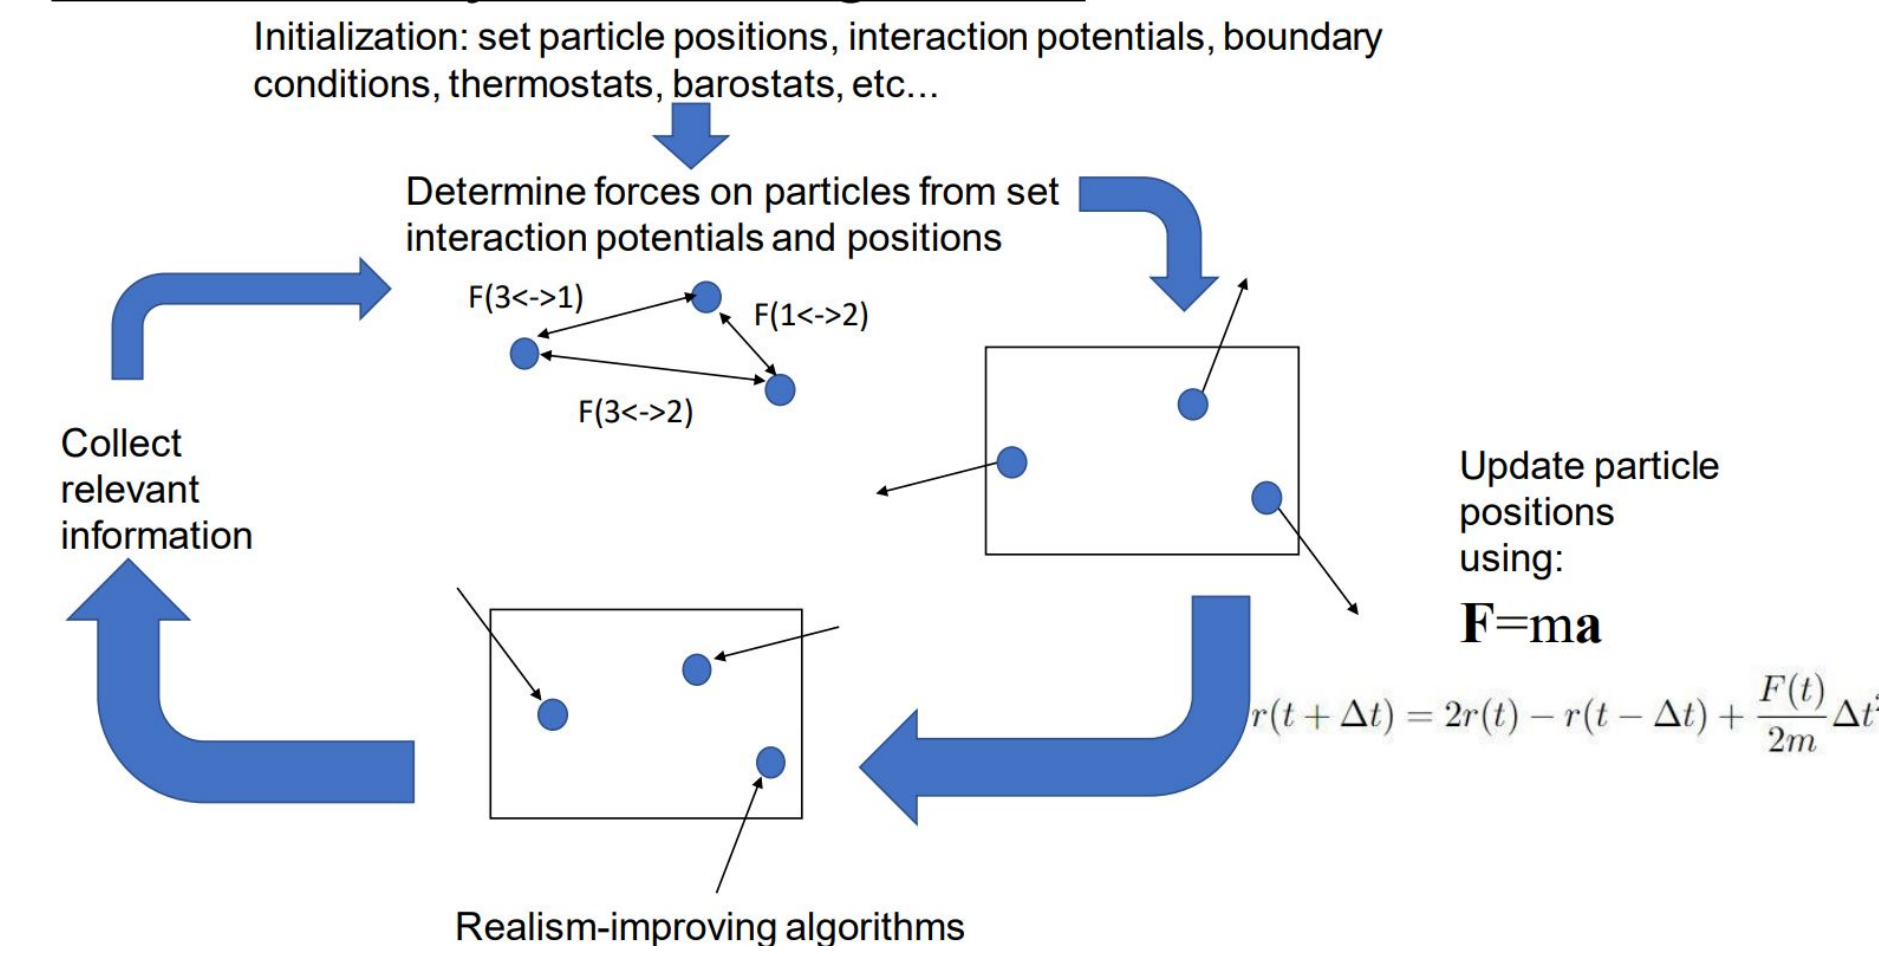 Initialization: set particle positions, interaction potentials, boundary
conditions, thermostats, barostats, etc...
Determine forces on particles from set
interaction potentials and positions
F(3<->1)
F(1<->2)
F(3<->2)
Collect
relevant
information
Update particle
positions
using:
F=ma
r(t + Δt) = 2r(t) − r(t − Δt) + F(t)/2m Δt²
Realism-improving algorithms